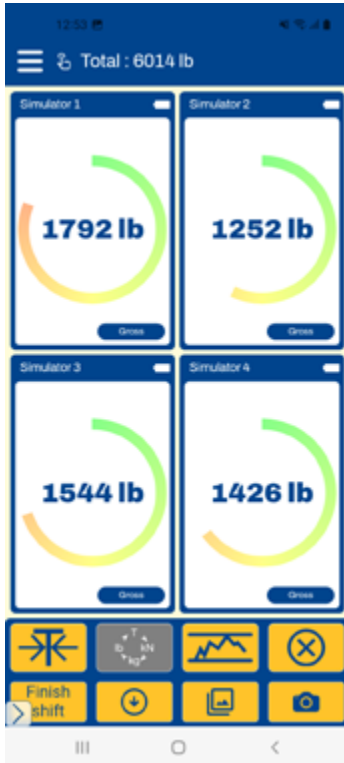 12:53
Total : 6014 lb
Simulator 1
Simulator 2
1792 lb
1252 lb
Gross
Gross
Simulator 3
Simulator 4
1544 lb
1426 lb
Gross
Gross
T
lb kN
kg
Finish
shift